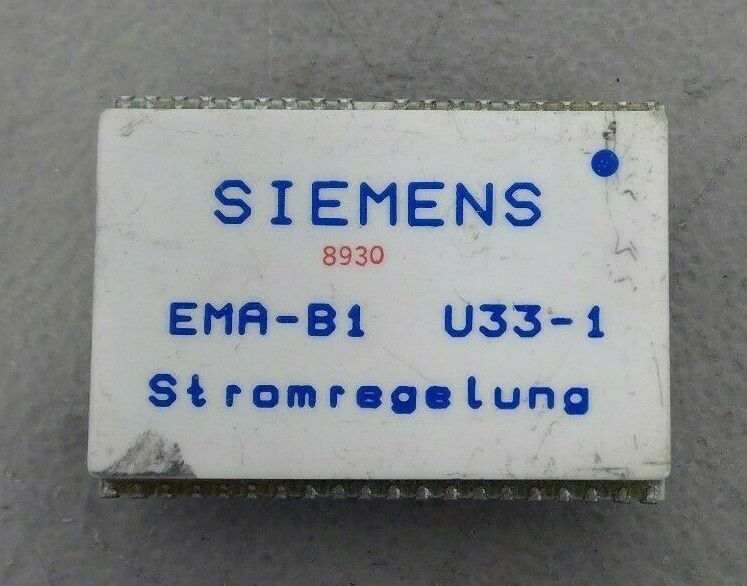 SIEMENS
8930
EMA-B1 U33-1
Stromregelung